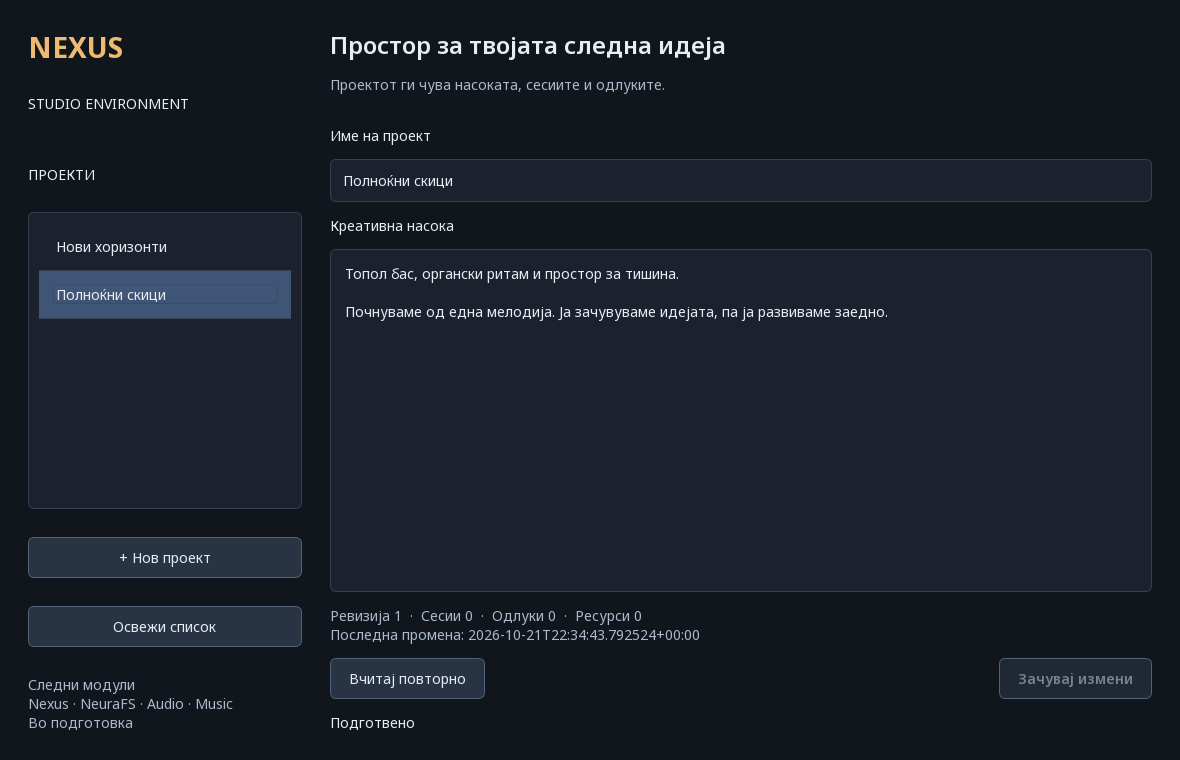 NEXUS
STUDIO ENVIRONMENT
ПРОЕКТИ
Нови хоризонти
Полноќни скици
+ Нов проект
Освежи список
Следни модули
Nexus · NeuraFS · Audio · Music
Во подготовка
Простор за твојата следна идеја
Проектот ги чува насоката, сесиите и одлуките.
Име на проект
Полноќни скици
Креативна насока
Топол бас, органски ритам и простор за тишина.
Почнуваме од една мелодија. Ја зачувуваме идејата, па ја развиваме заедно.
Ревизија 1 · Сесии 0 · Одлуки 0 · Ресурси 0
Последна промена: 2026-10-21T22:34:43.792524+00:00
Вчитај повторно
Зачувај измени
Подготвено